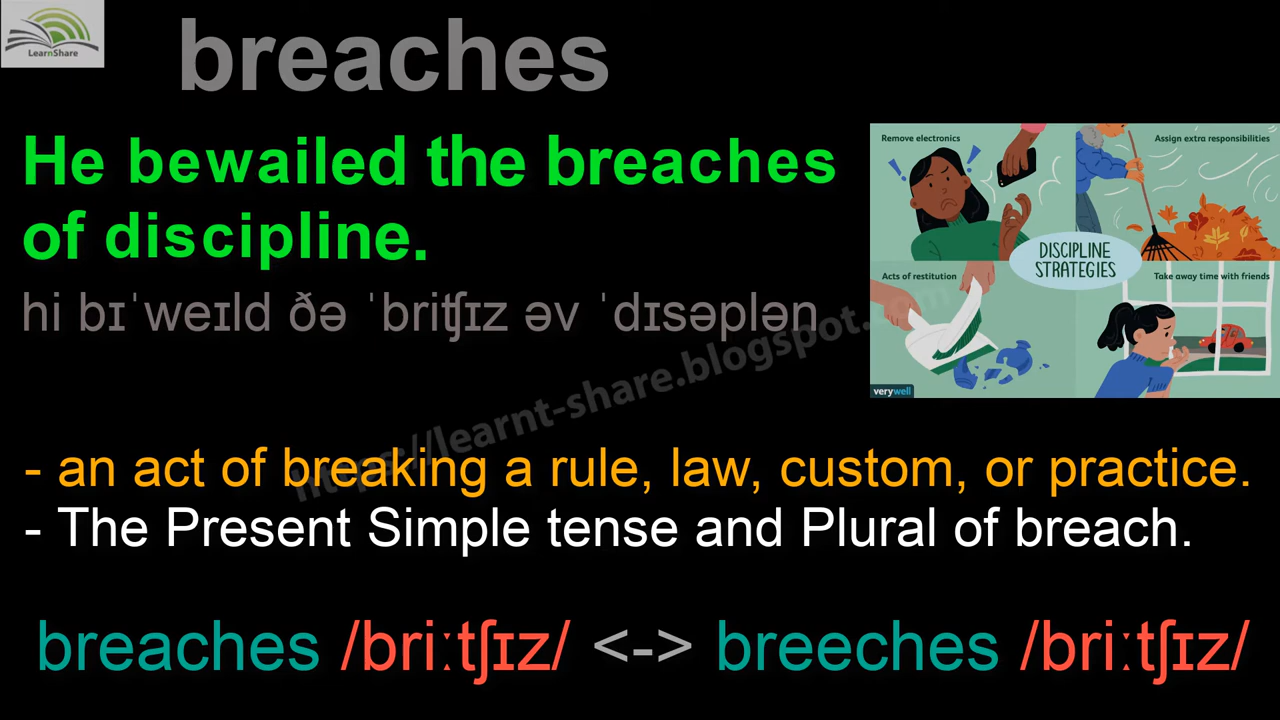 LearnShare
breaches
He bewailed the breaches
of discipline.
hi bɪˈweɪld ðə ˈbriʧɪz əv ˈdɪsəplən
Remove electronics
Assign extra responsibilities
DISCIPLINE
STRATEGIES
Acts of restitution
Take away time with friends
verywell
https://learnt-share.blogspot.com
- an act of breaking a rule, law, custom, or practice.
- The Present Simple tense and Plural of breach.
breaches /briːtʃɪz/ <-> breeches /briːtʃɪz/